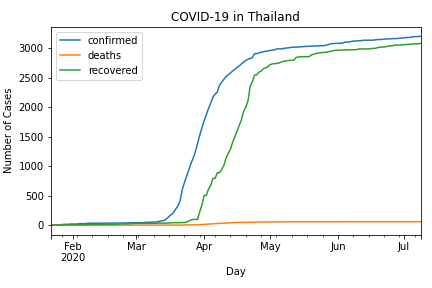 COVID-19 in Thailand
confirmed
deaths
recovered
Number of Cases
3000
2500
2000
1500
1000
500
0
Feb Mar Apr May Jun Jul
2020
Day